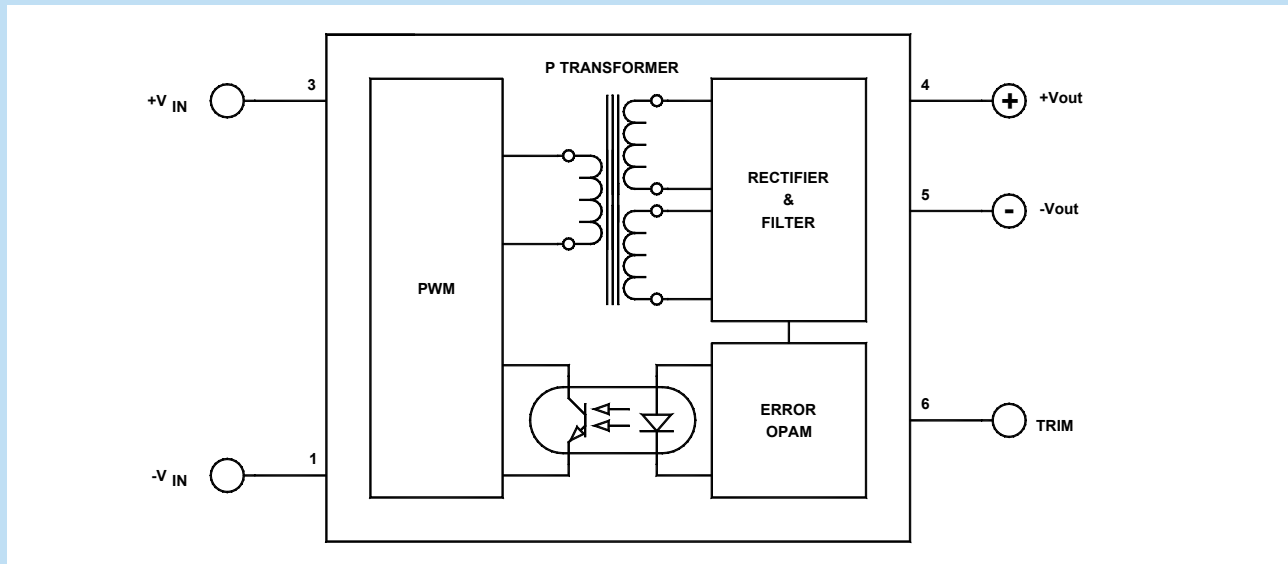 P TRANSFORMER
3
+V IN
4
+
+Vout
RECTIFIER
&
FILTER
5
-
-Vout
PWM
ERROR
OPAM
6
TRIM
1
-V IN